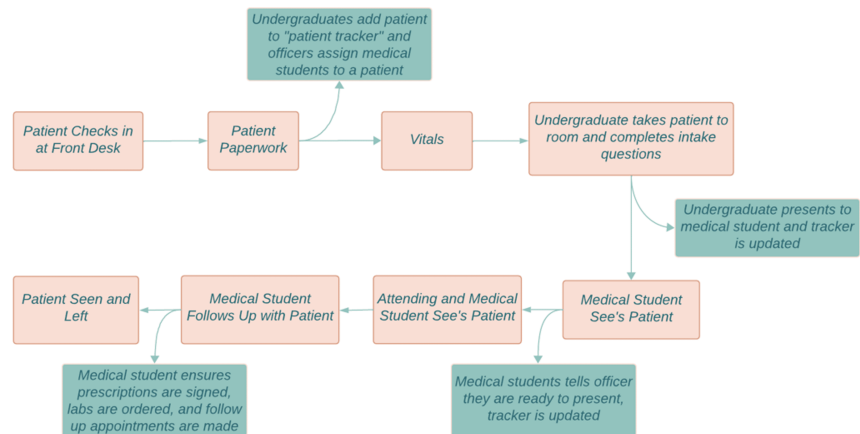 Undergraduates add patient
to "patient tracker" and
officers assign medical
students to a patient
Patient Checks in
at Front Desk
Patient
Paperwork
Vitals
Undergraduate takes patient to
room and completes intake
questions
Undergraduate presents to
medical student and tracker
is updated
Patient Seen and
Left
Medical Student
Follows Up with Patient
Attending and Medical
Student See's Patient
Medical Student
See's Patient
Medical student ensures
prescriptions are signed,
labs are ordered, and follow
up appointments are made
Medical students tells officer
they are ready to present,
tracker is updated